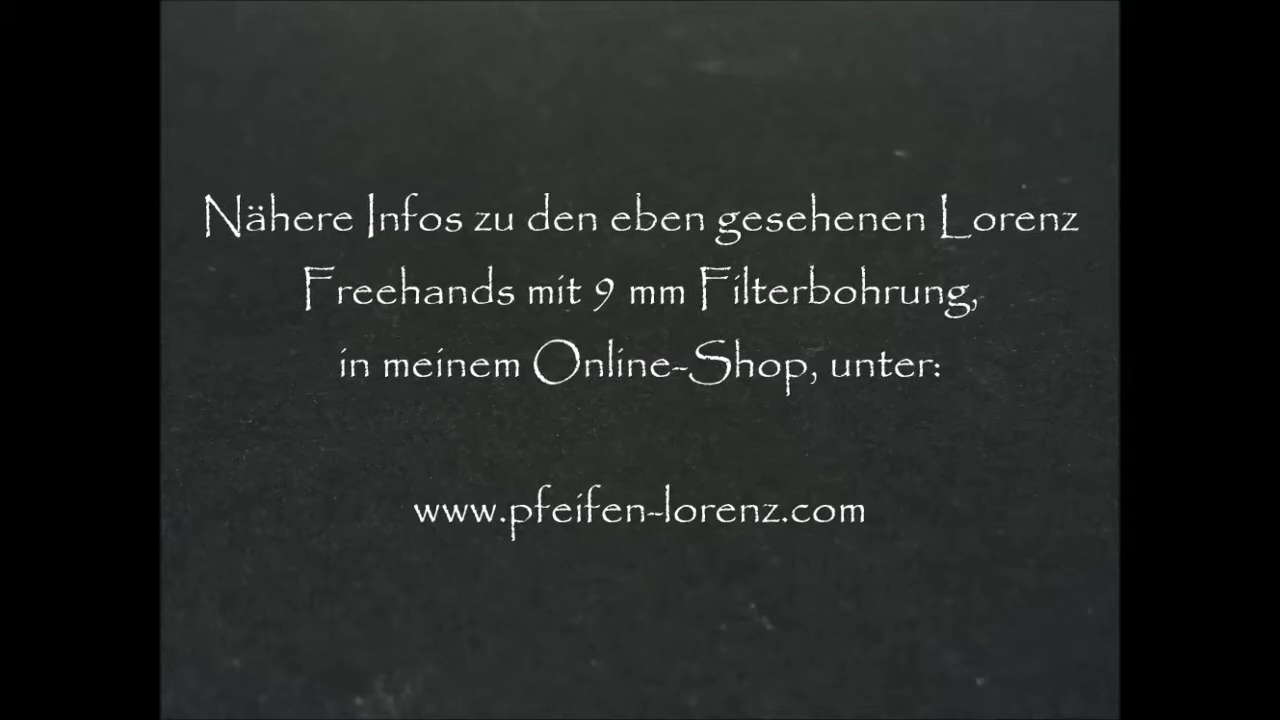 Nähere Infos zu den eben gesehenen Lorenz
Freehands mit 9 mm Filterbohrung,
in meinem Online-Shop, unter:
www.pfeifen-lorenz.com